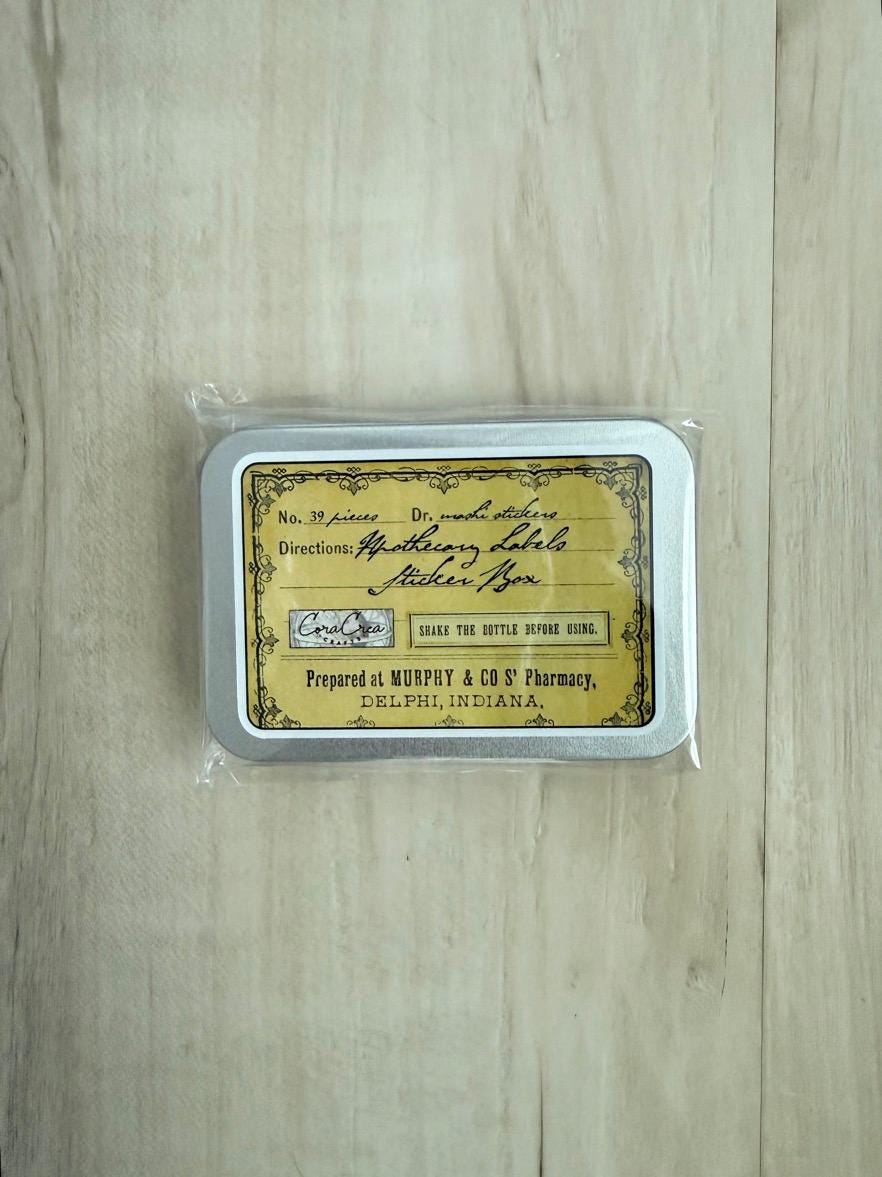 No. 39 pieces Dr. washi stickers
Directions: Apothecary Labels
Sticker Box
CoraCrea
CRAFTS
SHAKE THE BOTTLE BEFORE USING.
Prepared at MURPHY & CO S' Pharmacy,
DELPHI, INDIANA,